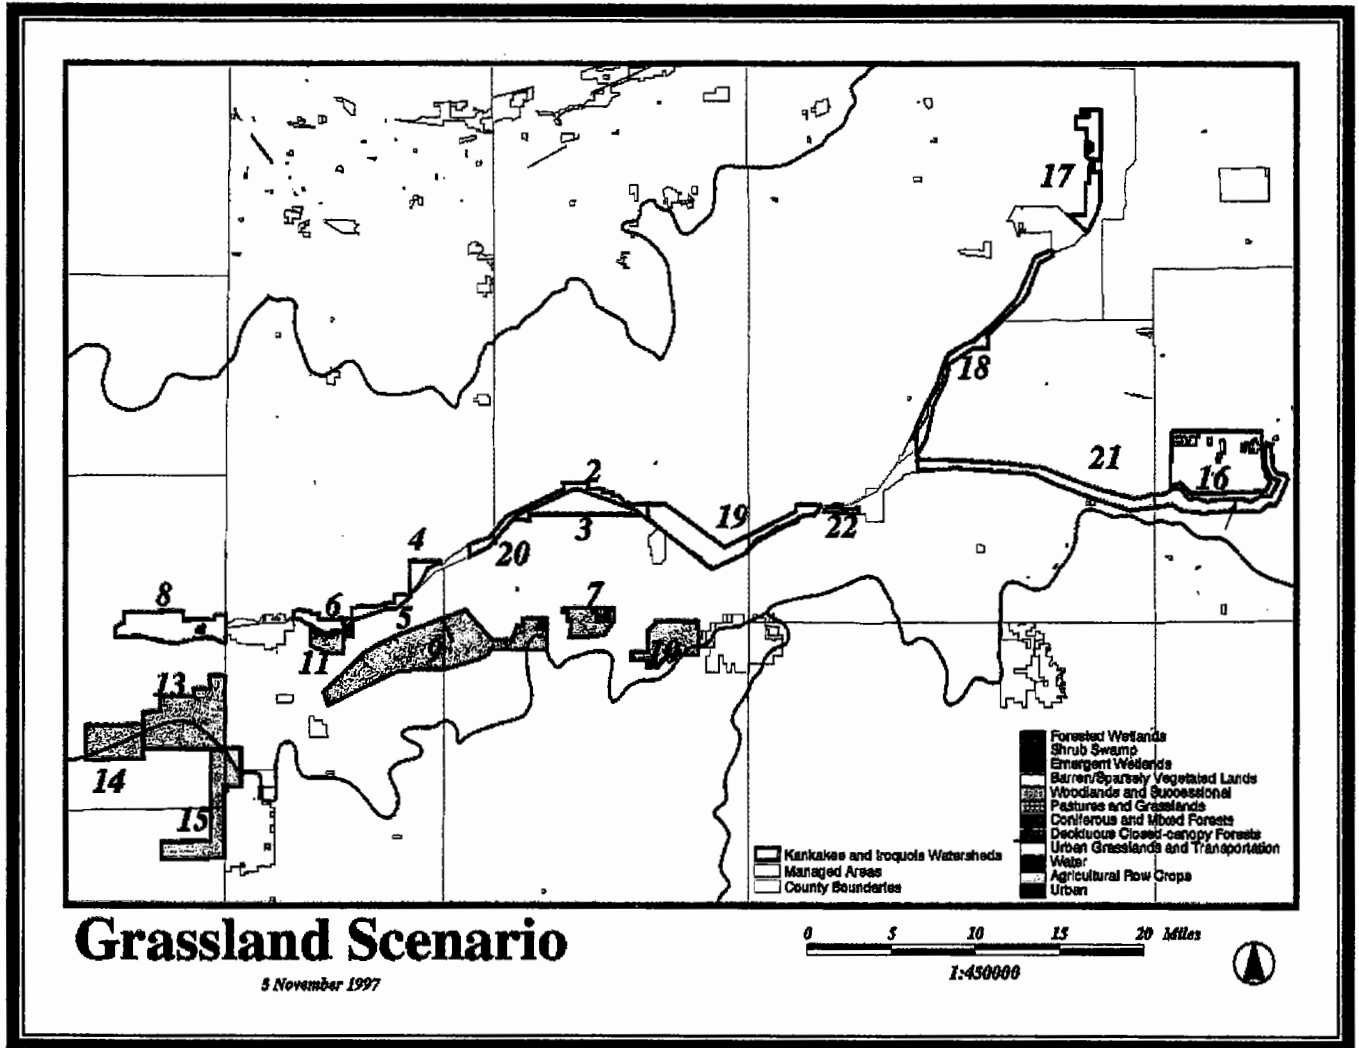 17
18
21
16
2
19
22
3
20
4
8
6
5
7
11
9
10
13
14
15
Forested Wetlands
Shrub Swamp
Emergent Wetlands
Barren/Sparsely Vegetated Lands
Woodlands and Successional
Pastures and Grasslands
Coniferous and Mixed Forests
Deciduous Closed-canopy Forests
Urban Grasslands and Transportation
Water
Agricultural Row Crops
Urban
Kankakee and Iroquois Watersheds
Managed Areas
County Boundaries
Grassland Scenario
5 November 1997
0 5 10 15 20 Miles
1:450000